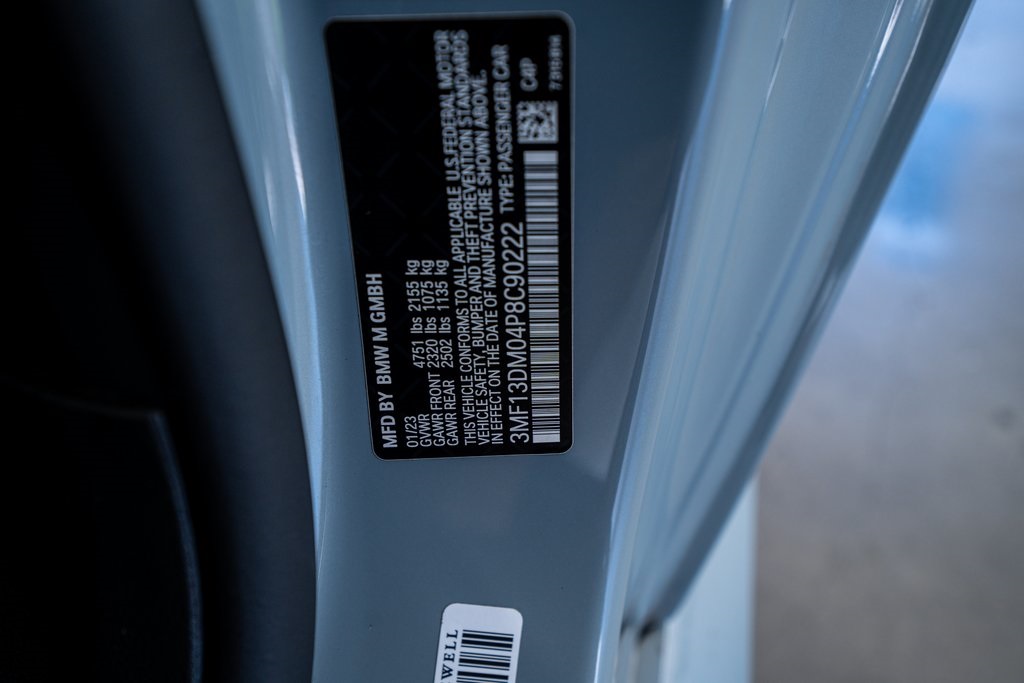 MFD BY BMW M GMBH
01/23
GVWR 4751 lbs 2155 kg
GAWR FRONT 2320 lbs 1075 kg
GAWR REAR 2502 lbs 1135 kg
THIS VEHICLE CONFORMS TO ALL APPLICABLE U.S.FEDERAL MOTOR
VEHICLE SAFETY, BUMPER AND THEFT PREVENTION STANDARDS
IN EFFECT ON THE DATE OF MANUFACTURE SHOWN ABOVE.
3MF13DM04P8C90222 TYPE: PASSENGER CAR C4P
WELL